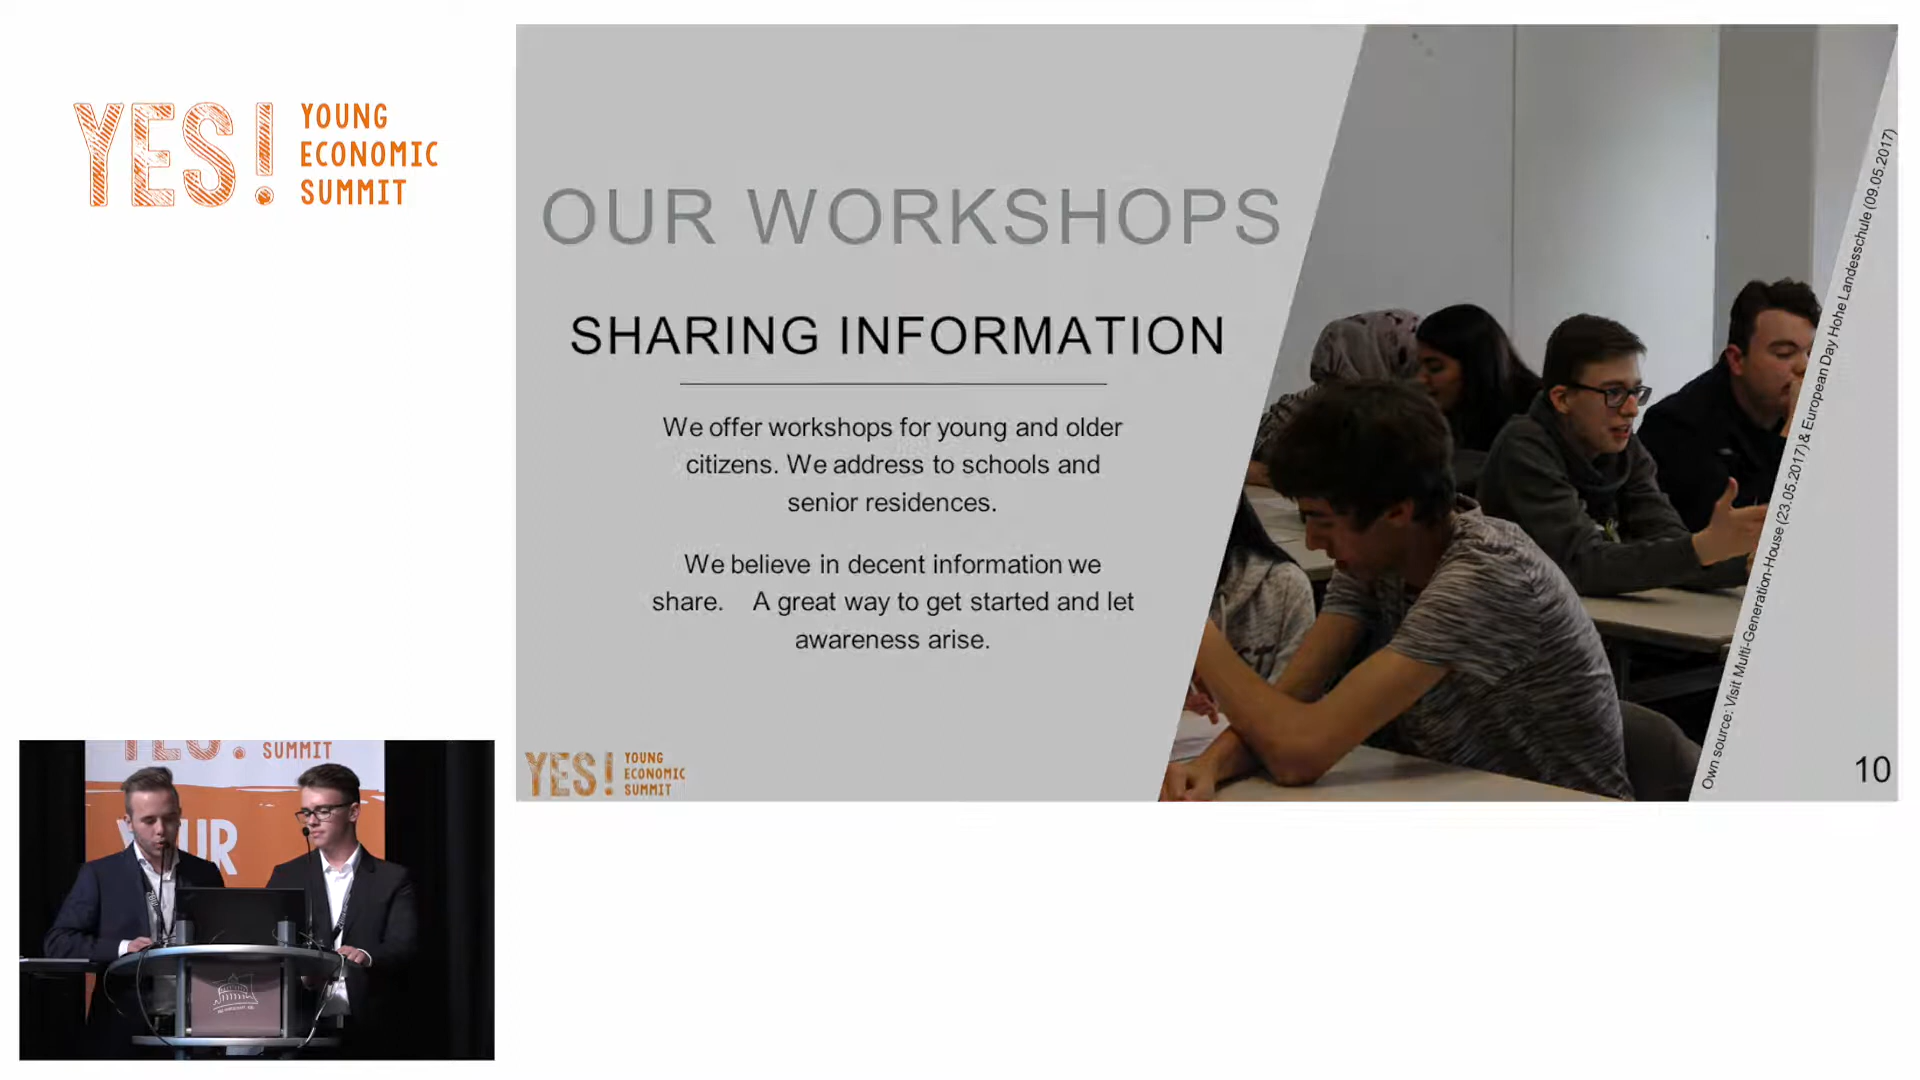 YES!
YOUNG
ECONOMIC
SUMMIT
OUR WORKSHOPS
SHARING INFORMATION
We offer workshops for young and older
citizens. We address to schools and
senior residences.
We believe in decent information we
share. A great way to get started and let
awareness arise.
Own source: Visit Multi-Generation-House (23.05.2017) & European Day Hohe Landesschule (09.05.2017)
YES!
YOUNG
ECONOMIC
SUMMIT
10
YES!
SUMMIT
YOUR